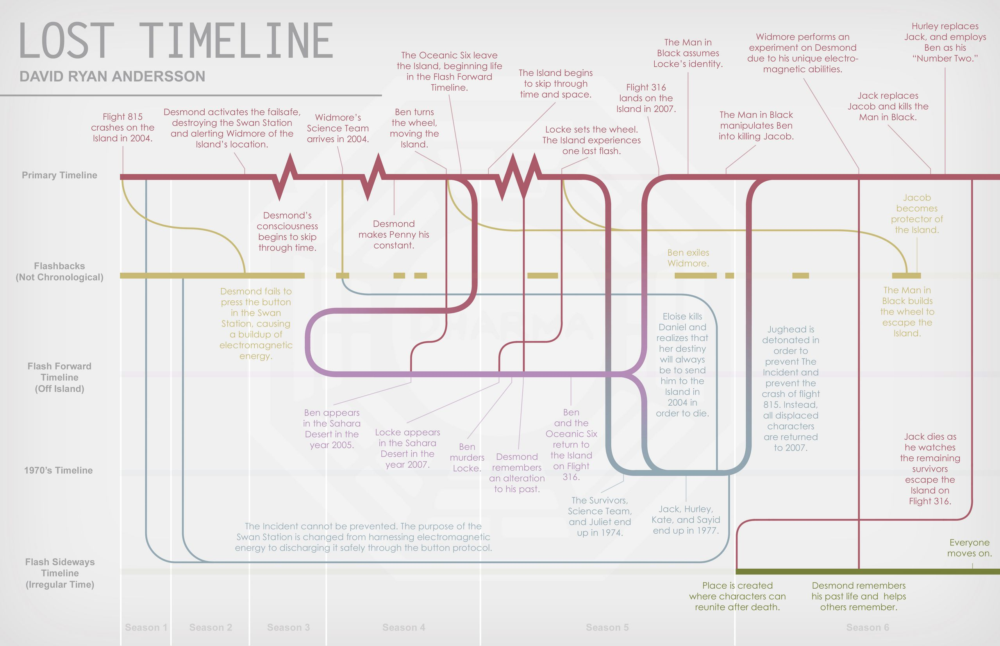 LOST TIMELINE
DAVID RYAN ANDERSSON
Flight 815
crashes on the
Island in 2004.
Desmond activates the failsafe,
destroying the Swan Station
and alerting Widmore of the
Island's location.
Widmore's
Science Team
arrives in 2004.
Ben turns
the wheel,
moving the
Island.
The Oceanic Six leave
the Island, beginning life
in the Flash Forward
Timeline.
The Island begins
to skip through
time and space.
Locke sets the wheel.
The Island experiences
one last flash.
Flight 316
lands on the
Island in 2007.
The Man in
Black assumes
Locke's identity.
The Man in Black
manipulates Ben
into killing Jacob.
Widmore performs an
experiment on Desmond
due to his unique electro-
magnetic abilities.
Jack replaces
Jacob and kills the
Man in Black.
Hurley replaces
Jack, and employs
Ben as his
“Number Two.”
Primary Timeline
Desmond's
consciousness
begins to skip
through time.
Desmond
makes Penny his
constant.
Jacob
becomes
protector of
the Island.
Ben exiles
Widmore.
Flashbacks
(Not Chronological)
Desmond fails to
press the button
in the Swan
Station, causing
a buildup of
electromagnetic
energy.
The Man in
Black builds
the wheel to
escape the
Island.
DHARMA
Eloise kills
Daniel and
realizes that
her destiny
will always
be to send
him to the
Island in
2004 in
order to die.
Jughead is
detonated in
order to
prevent The
Incident and
prevent the
crash of flight
815. Instead,
all displaced
characters
are returned
to 2007.
Flash Forward
Timeline
(Off Island)
Ben appears
in the Sahara
Desert in the
year 2005.
Locke appears
in the Sahara
Desert in the
year 2007.
Ben
murders
Locke.
Desmond
remembers
an alteration
to his past.
Ben
and the
Oceanic Six
return to
the Island
on Flight
316.
Jack dies as
he watches
the remaining
survivors
escape the
Island on
Flight 316.
1970's Timeline
The Survivors,
Science Team,
and Juliet end
up in 1974.
Jack, Hurley,
Kate, and Sayid
end up in 1977.
The Incident cannot be prevented. The purpose of the
Swan Station is changed from harnessing electromagnetic
energy to discharging it safely through the button protocol.
Everyone
moves on.
Flash Sideways
Timeline
(Irregular Time)
Place is created
where characters can
reunite after death.
Desmond remembers
his past life and  helps
others remember.
Season 1
Season 2
Season 3
Season 4
Season 5
Season 6